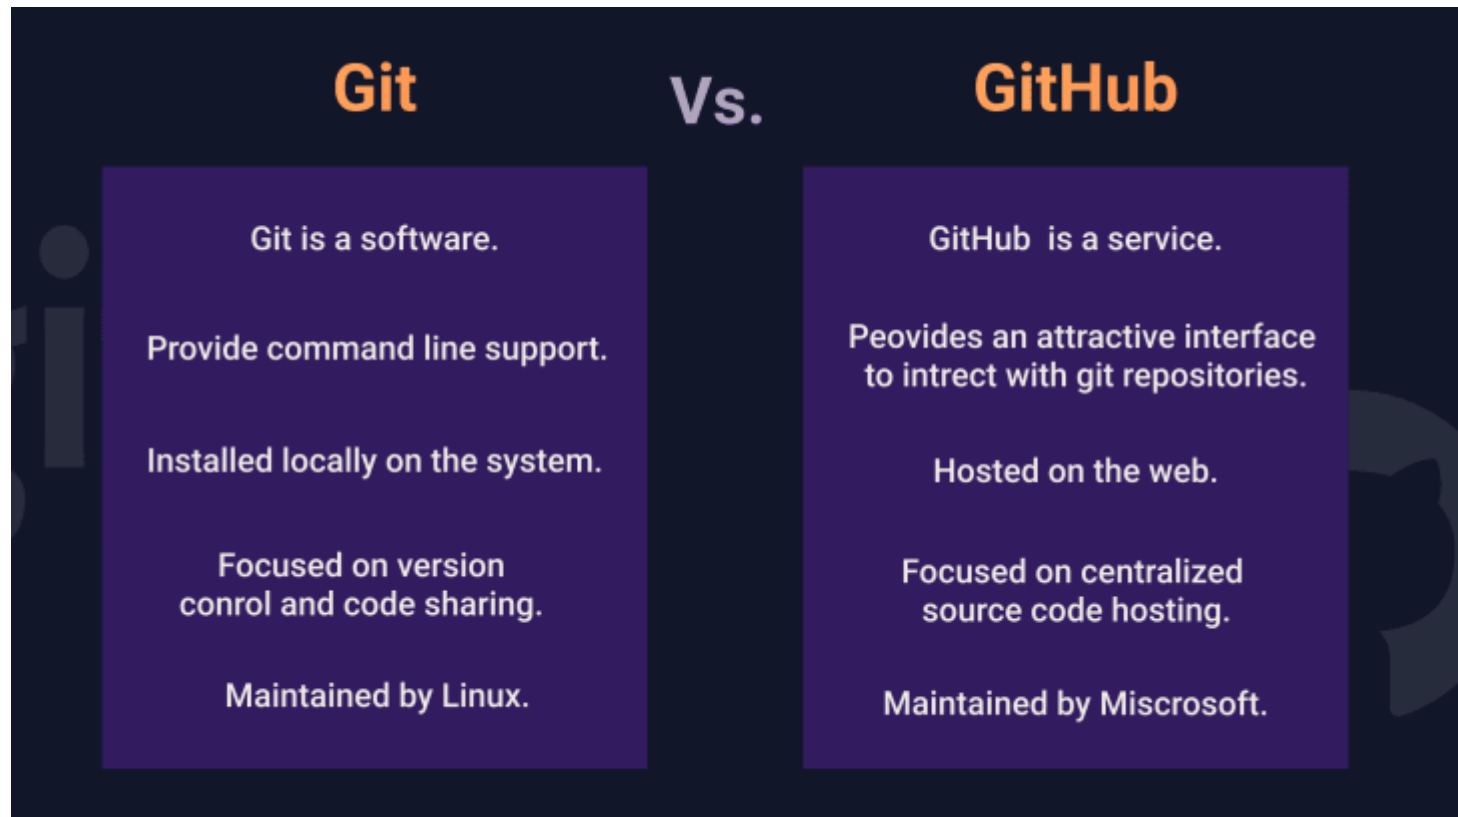 Git
Vs.
GitHub
Git is a software.
Provide command line support.
Installed locally on the system.
Focused on version
conrol and code sharing.
Maintained by Linux.
GitHub is a service.
Peovides an attractive interface
to intrect with git repositories.
Hosted on the web.
Focused on centralized
source code hosting.
Maintained by Miscrosoft.